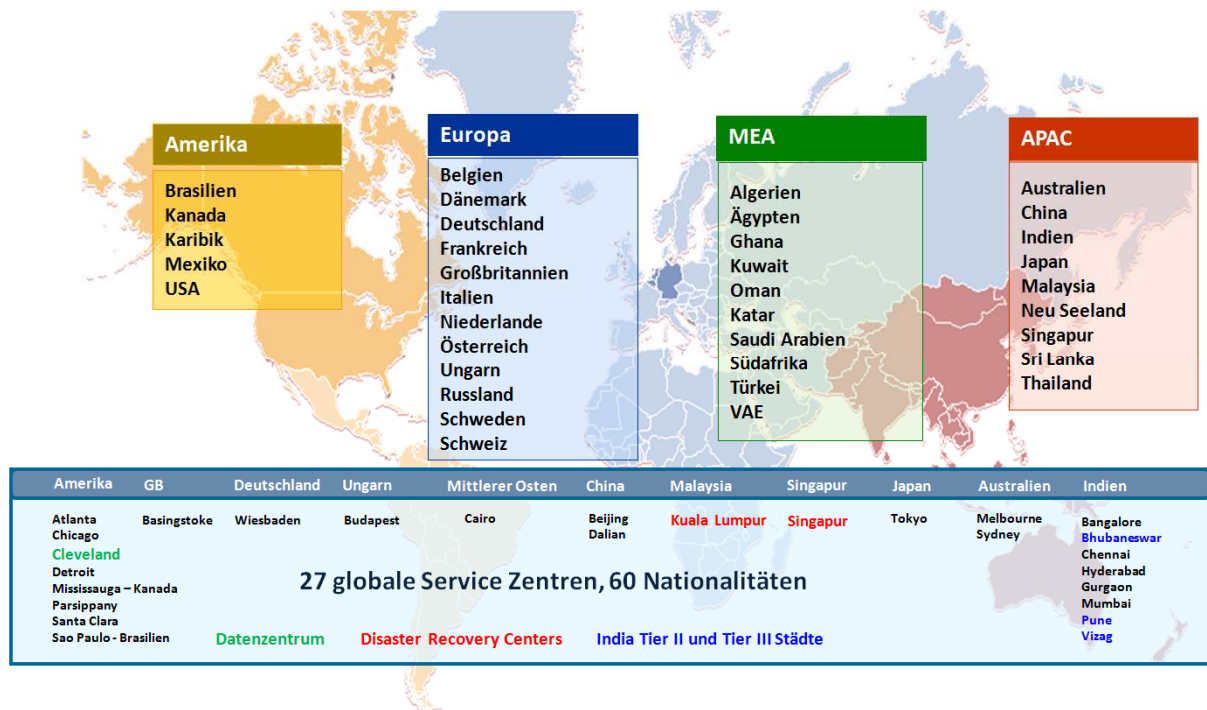 Amerika
Brasilien
Kanada
Karibik
Mexiko
USA
Europa
Belgien
Dänemark
Deutschland
Frankreich
Großbritannien
Italien
Niederlande
Österreich
Ungarn
Russland
Schweden
Schweiz
MEA
Algerien
Ägypten
Ghana
Kuwait
Oman
Katar
Saudi Arabien
Südafrika
Türkei
VAE
APAC
Australien
China
Indien
Japan
Malaysia
Neu Seeland
Singapur
Sri Lanka
Thailand
Amerika GB Deutschland Ungarn Mittlerer Osten China Malaysia Singapur Japan Australien Indien
Atlanta
Chicago
Cleveland
Detroit
Mississauga – Kanada
Parsippany
Santa Clara
Sao Paulo - Brasilien
Basingstoke
Wiesbaden
Budapest
Cairo
Beijing
Dalian
Kuala Lumpur
Singapur
Tokyo
Melbourne
Sydney
Bangalore
Bhubaneswar
Chennai
Hyderabad
Gurgaon
Mumbai
Pune
Vizag
27 globale Service Zentren, 60 Nationalitäten
Datenzentrum Disaster Recovery Centers India Tier II und Tier III Städte